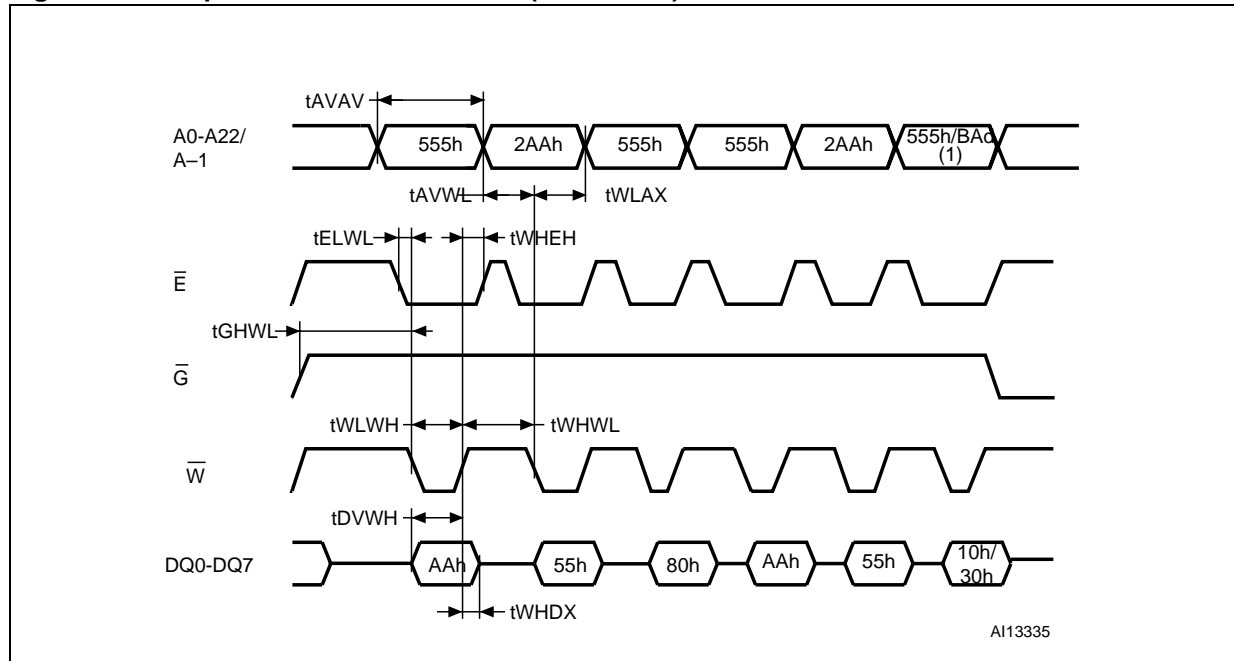 tAVAV
A0-A22/
A–1
555h
2AAh
555h
555h
2AAh
555h/BAd
(1)
tAVWL
tWLAX
tELWL
tWHEH
E
tGHWL
G
tWLWH
tWHWL
W
tDVWH
DQ0-DQ7
AAh
55h
80h
AAh
55h
10h/
30h
tWHDX
AI13335